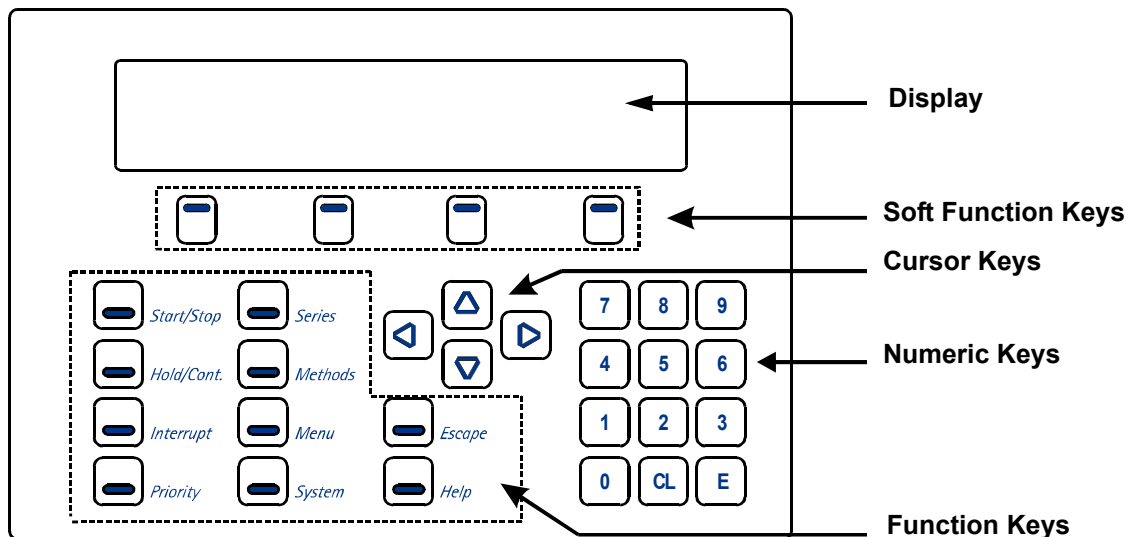 Display
Soft Function Keys
Cursor Keys
Start/Stop Series
7 8 9
Hold/Cont. Methods
4 5 6
Numeric Keys
Interrupt Menu Escape
1 2 3
Priority System Help
0 CL E
Function Keys